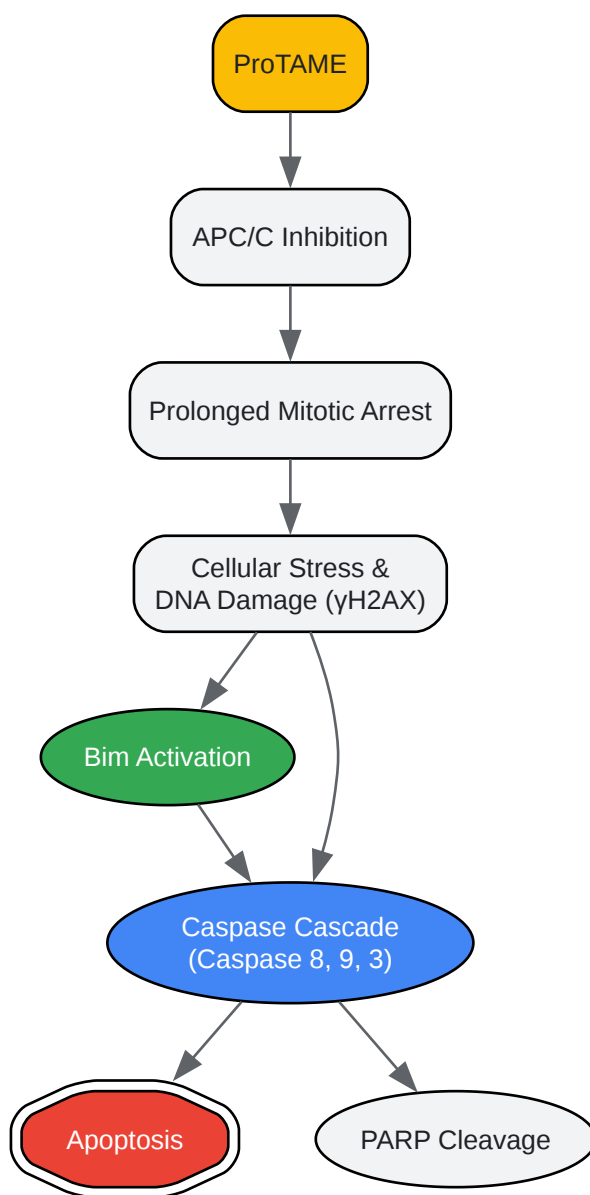 ProTAME
APC/C Inhibition
Prolonged Mitotic Arrest
Cellular Stress &
DNA Damage (γH2AX)
Bim Activation
Caspase Cascade
(Caspase 8, 9, 3)
Apoptosis
PARP Cleavage